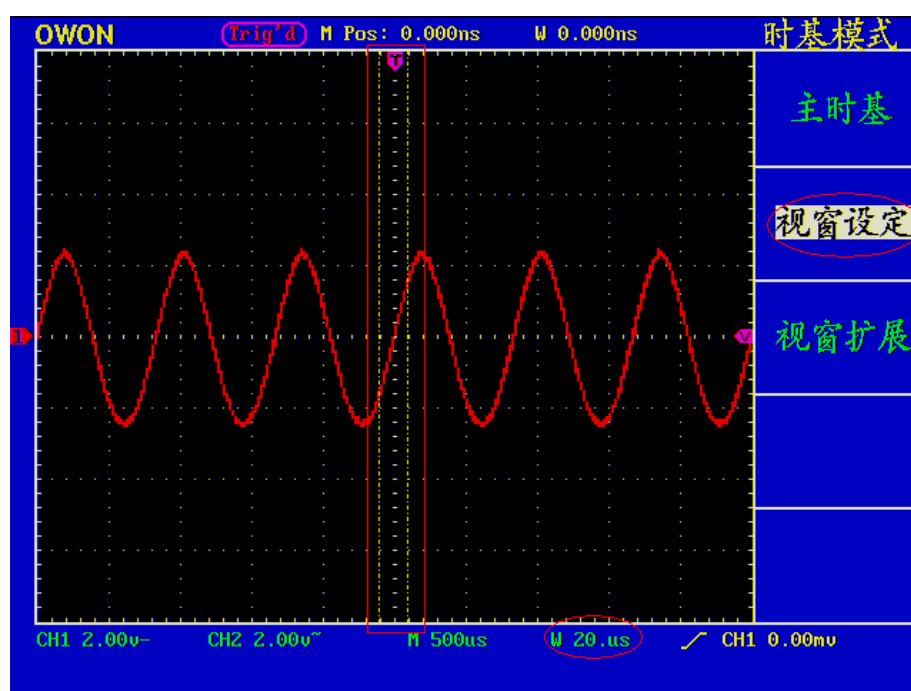 OWON Trig'd M Pos: 0.000ns W 0.000ns 时基模式
T
主时基
视窗设定
1 视窗扩展
CH1 2.00v- CH2 2.00v~ M 500us W 20.us CH1 0.00mv